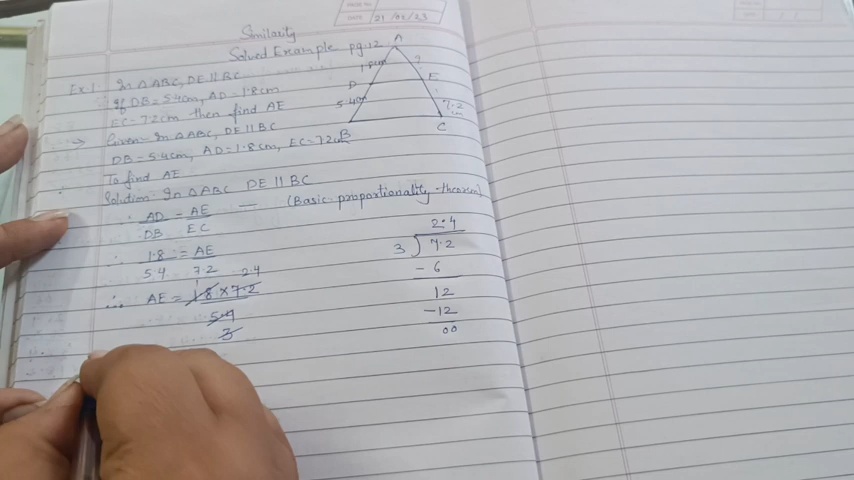 DATE 21/02/23
Similarity
Solved Example pg.12
Ex.1 In △ABC, DE ∥ BC
If DB = 5.4cm, AD = 1.8cm
EC = 7.2cm then find AE
→ Given- In △ABC, DE ∥ BC
DB = 5.4cm, AD = 1.8cm, EC = 7.2cm
To find AE
Solution: In △ABC DE ∥ BC
∴ AD = AE — (Basic proportionality theorem)
DB EC
∴ 1.8 = AE
5.4 7.2 2.4
∴ AE = 1.8 × 7.2
5.4
3
A
1.8cm ?
D E
5.4cm 7.2 cm
B C
2.4
3 ) 7.2
- 6
12
-12
00